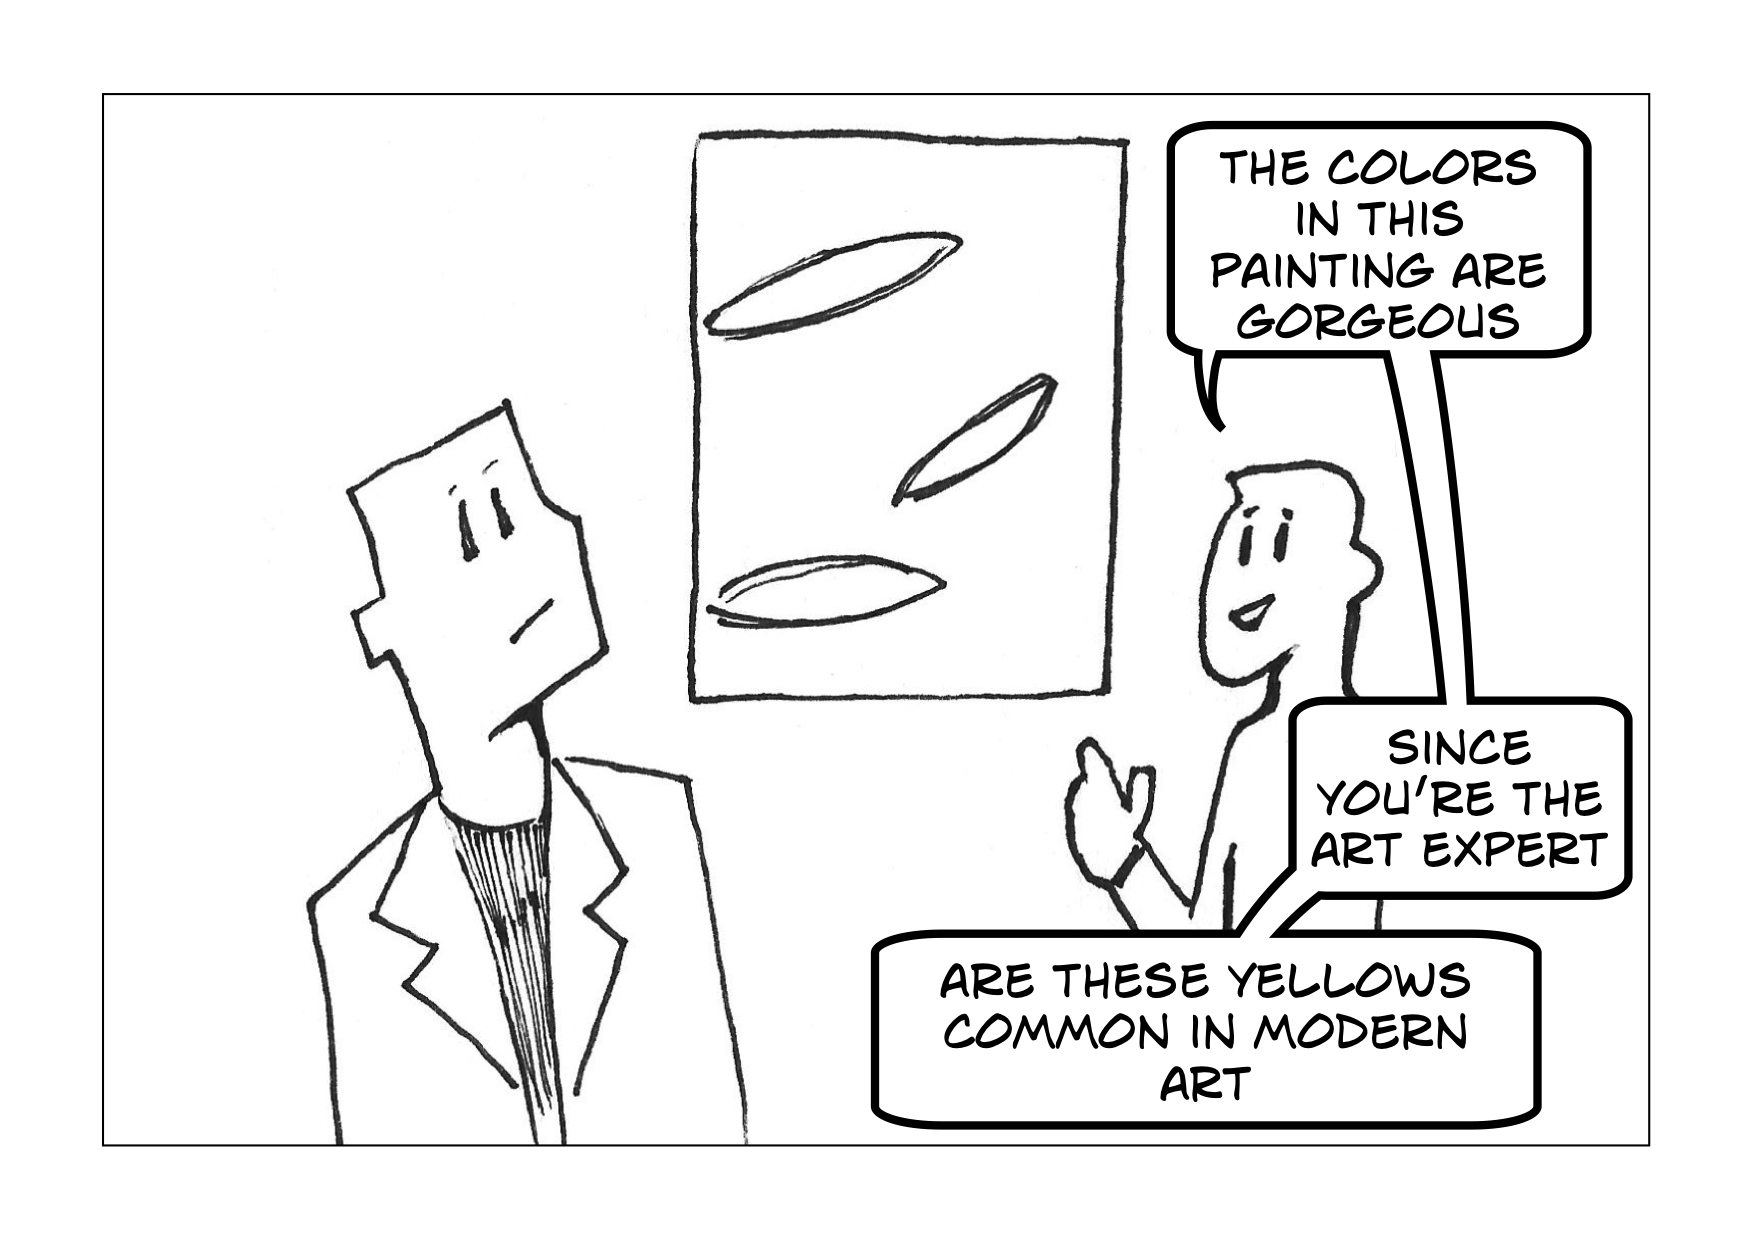 THE COLORS
IN THIS
PAINTING ARE
GORGEOUS
SINCE
YOU'RE THE
ART EXPERT
ARE THESE YELLOWS
COMMON IN MODERN
ART